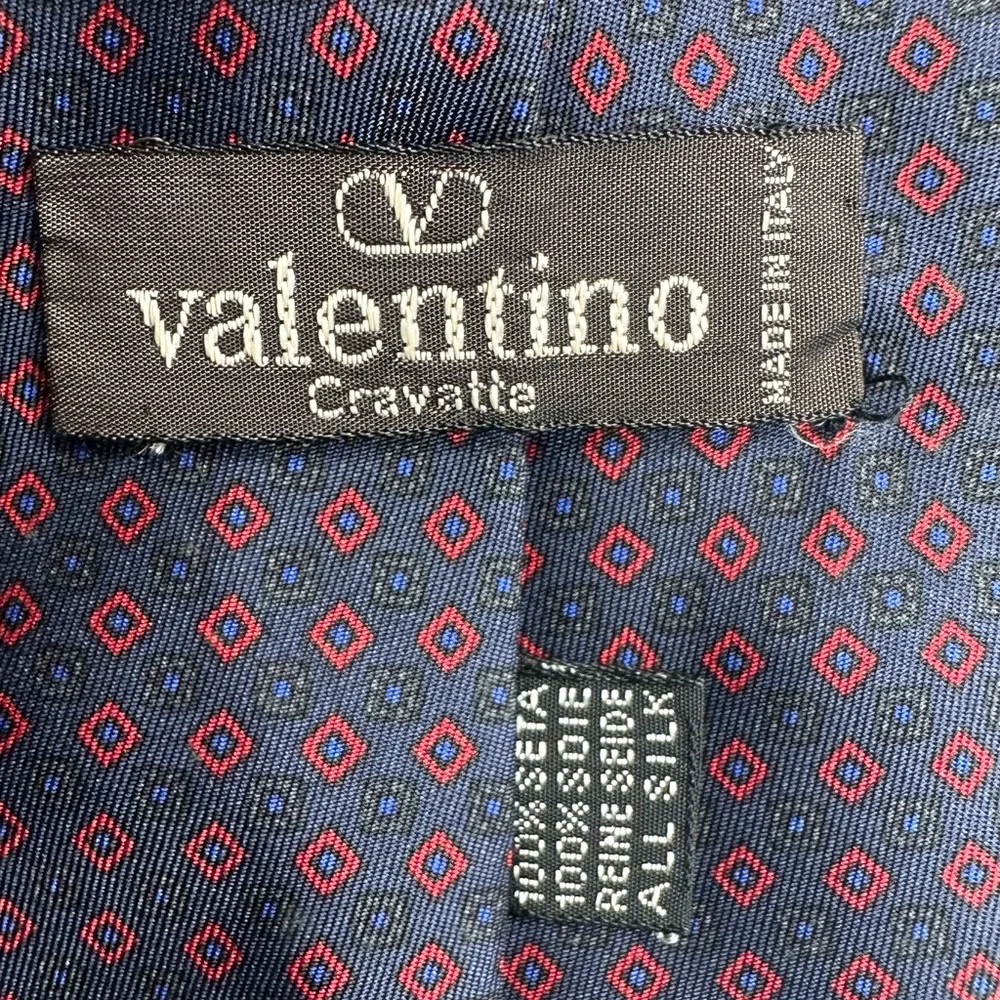 V
valentino
Cravatte
MADE IN ITALY
100% SETA
100% SOIE
REINE SEIDE
ALL SILK